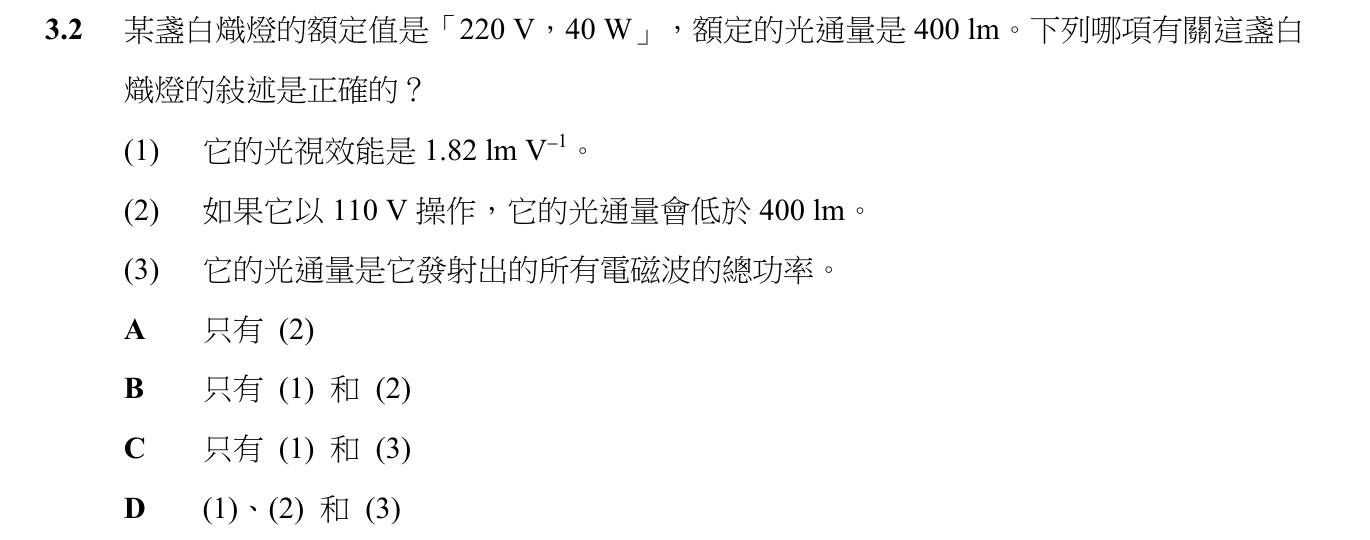 3.2 某盞白熾燈的額定值是「220 V，40 W」，額定的光通量是 400 lm。下列哪項有關這盞白
熾燈的敍述是正確的？
(1) 它的光視效能是 1.82 lm V⁻¹。
(2) 如果它以 110 V 操作，它的光通量會低於 400 lm。
(3) 它的光通量是它發射出的所有電磁波的總功率。
A 只有 (2)
B 只有 (1) 和 (2)
C 只有 (1) 和 (3)
D (1)、(2) 和 (3)